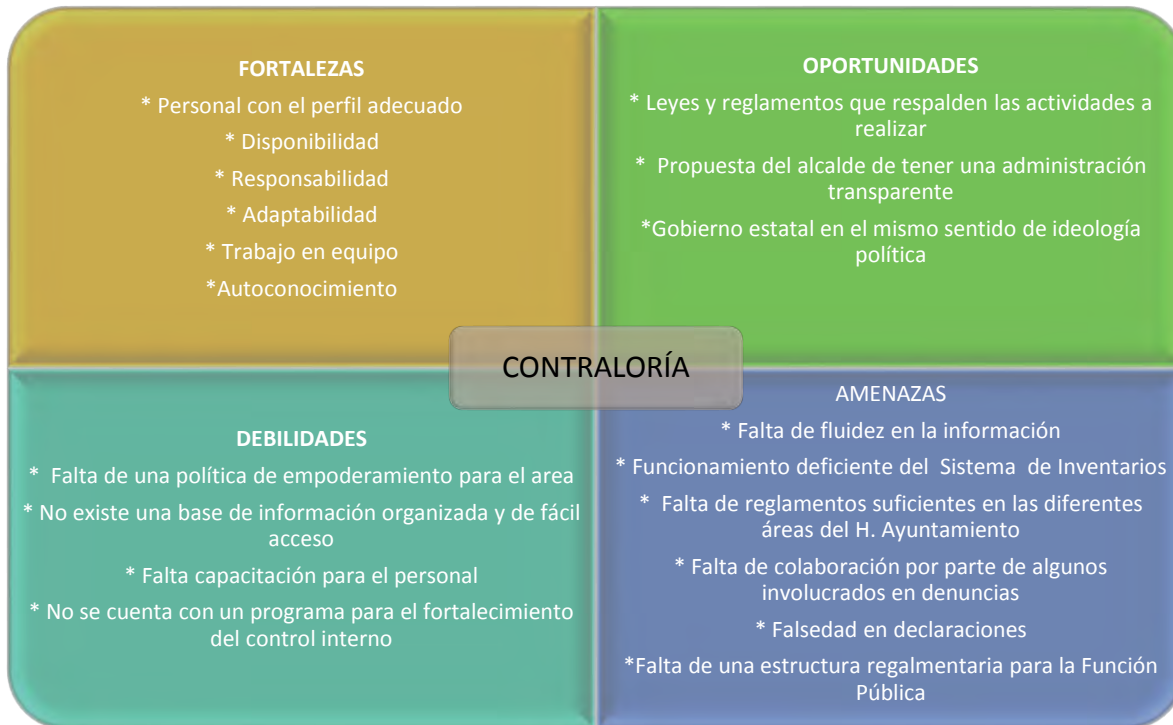 FORTALEZAS
* Personal con el perfil adecuado
* Disponibilidad
* Responsabilidad
* Adaptabilidad
* Trabajo en equipo
*Autoconocimiento
OPORTUNIDADES
* Leyes y reglamentos que respalden las actividades a
realizar
* Propuesta del alcalde de tener una administración
transparente
*Gobierno estatal en el mismo sentido de ideología
política
CONTRALORÍA
DEBILIDADES
* Falta de una política de empoderamiento para el area
* No existe una base de información organizada y de fácil
acceso
* Falta capacitación para el personal
* No se cuenta con un programa para el fortalecimiento
del control interno
AMENAZAS
* Falta de fluidez en la información
* Funcionamiento deficiente del Sistema de Inventarios
* Falta de reglamentos suficientes en las diferentes
áreas del H. Ayuntamiento
* Falta de colaboración por parte de algunos
involucrados en denuncias
* Falsedad en declaraciones
*Falta de una estructura regalmentaria para la Función
Pública